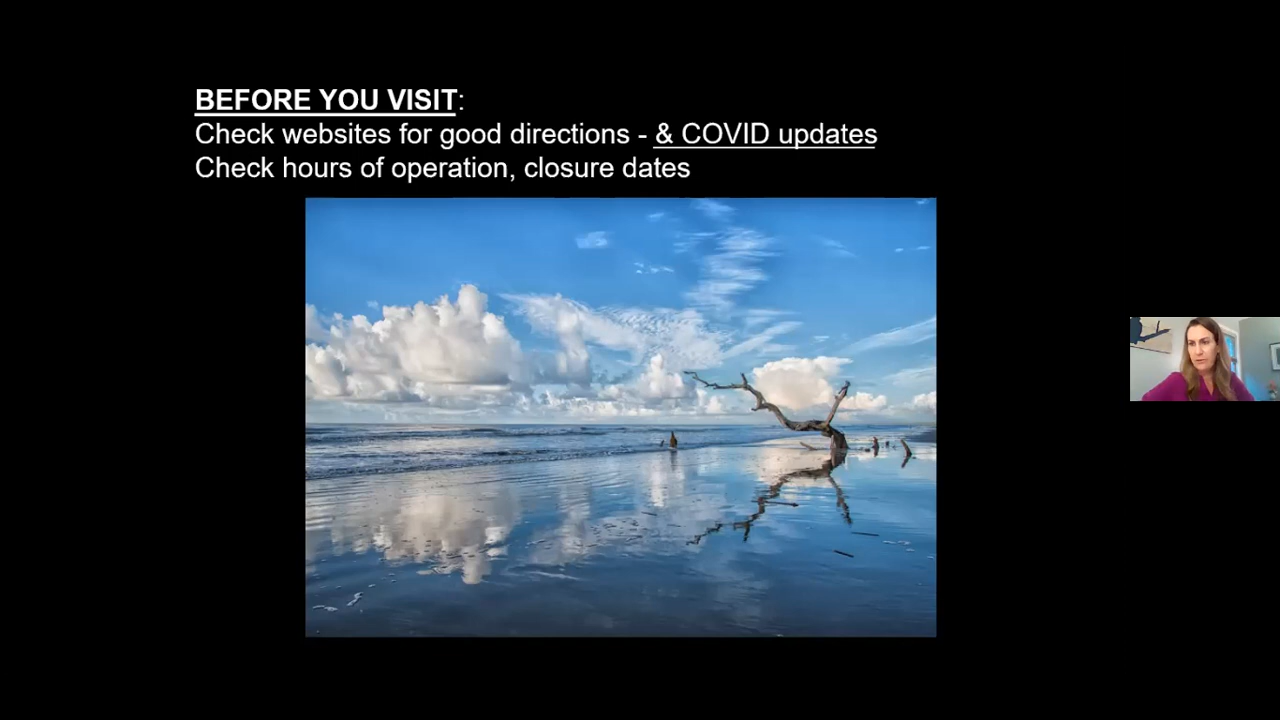 BEFORE YOU VISIT:
Check websites for good directions - & COVID updates
Check hours of operation, closure dates